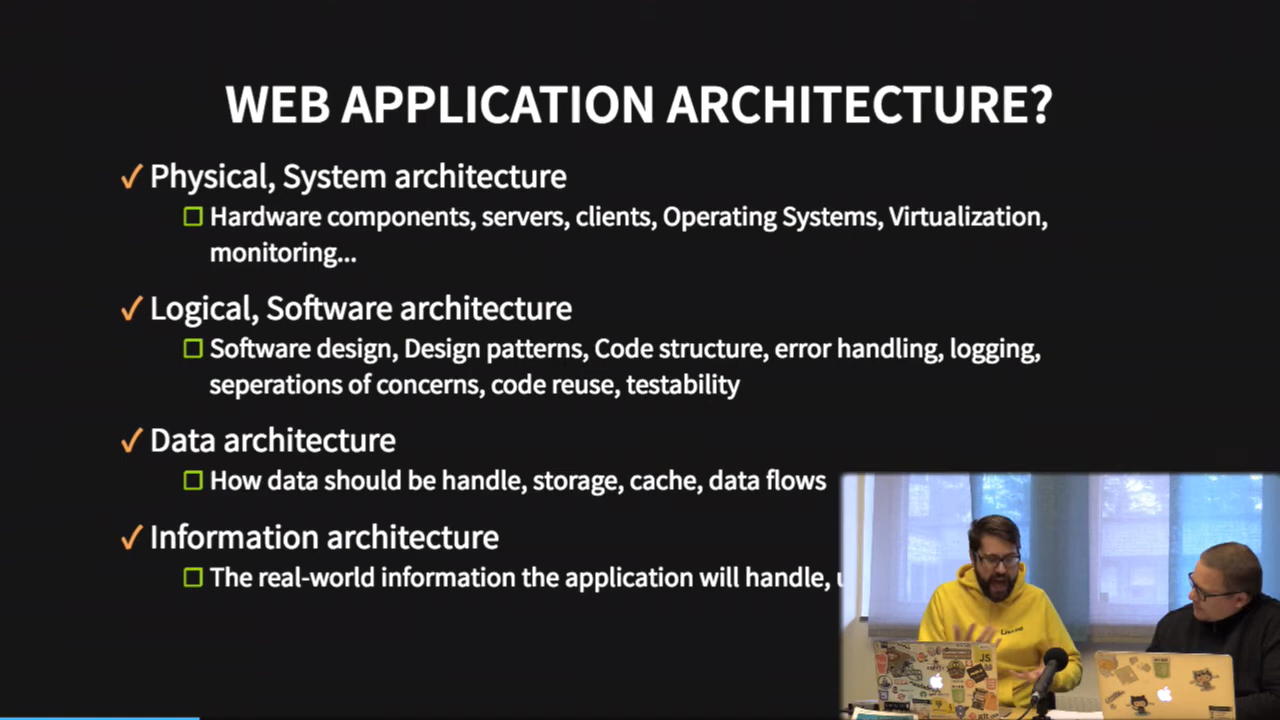 WEB APPLICATION ARCHITECTURE?
✓ Physical, System architecture
Hardware components, servers, clients, Operating Systems, Virtualization,
monitoring...
✓ Logical, Software architecture
Software design, Design patterns, Code structure, error handling, logging,
seperations of concerns, code reuse, testability
✓ Data architecture
How data should be handle, storage, cache, data flows
✓ Information architecture
The real-world information the application will handle,
JS